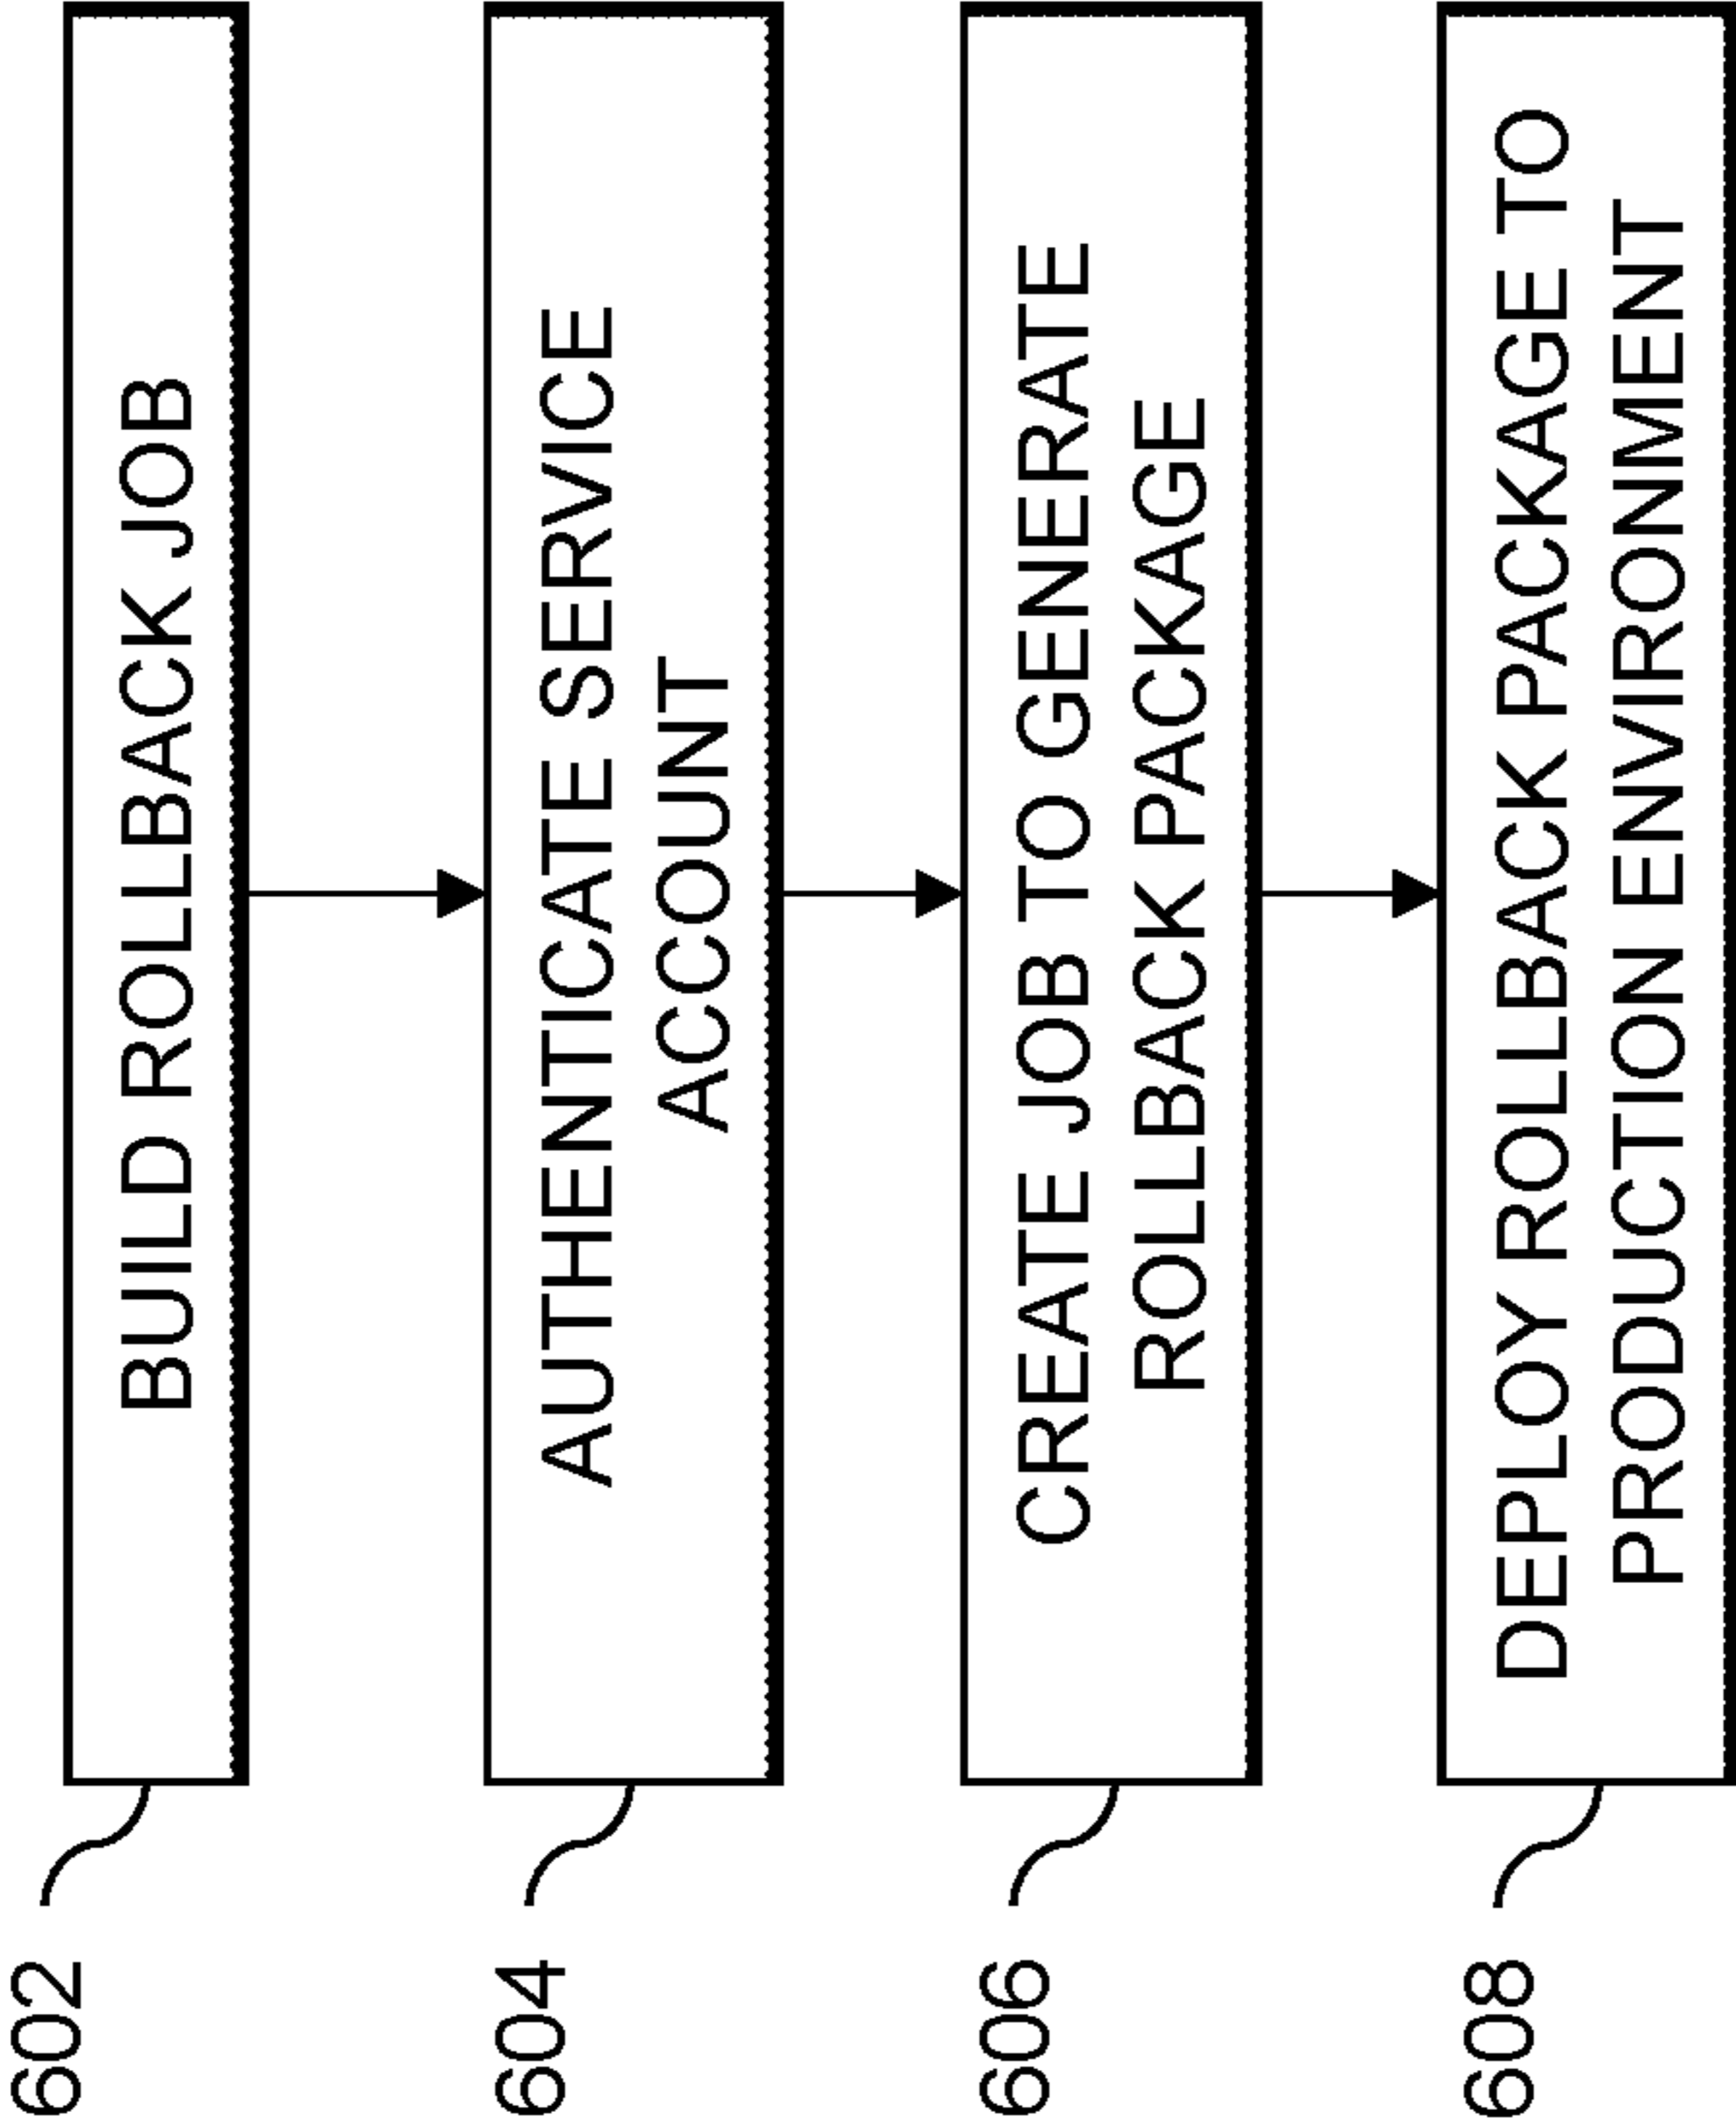 602
BUILD ROLLBACK JOB
604
AUTHENTICATE SERVICE
ACCOUNT
606
CREATE JOB TO GENERATE
ROLLBACK PACKAGE
608
DEPLOY ROLLBACK PACKAGE TO
PRODUCTION ENVIRONMENT